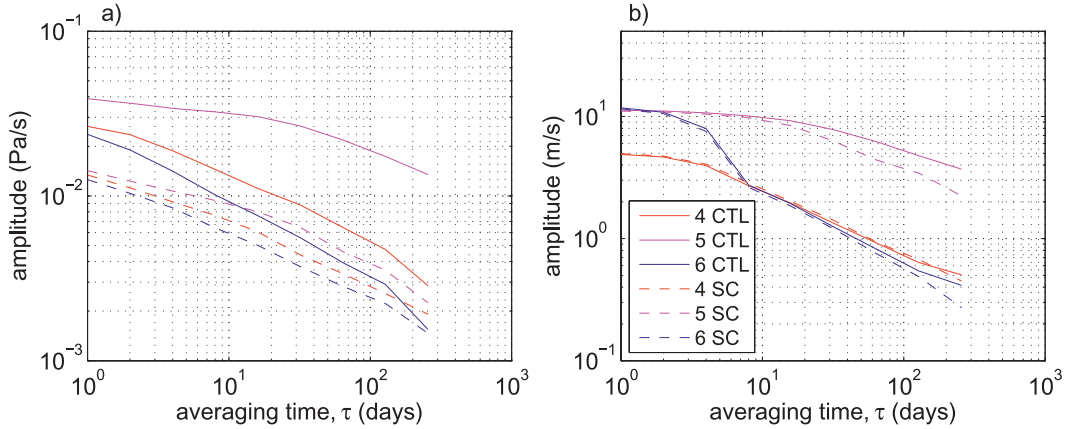 a)
amplitude (Pa/s)
10^-1
10^-2
10^-3
10^0
10^1
10^2
10^3
averaging time, τ (days)
b)
amplitude (m/s)
10^1
10^0
10^-1
10^0
10^1
10^2
10^3
averaging time, τ (days)
4 CTL
5 CTL
6 CTL
4 SC
5 SC
6 SC